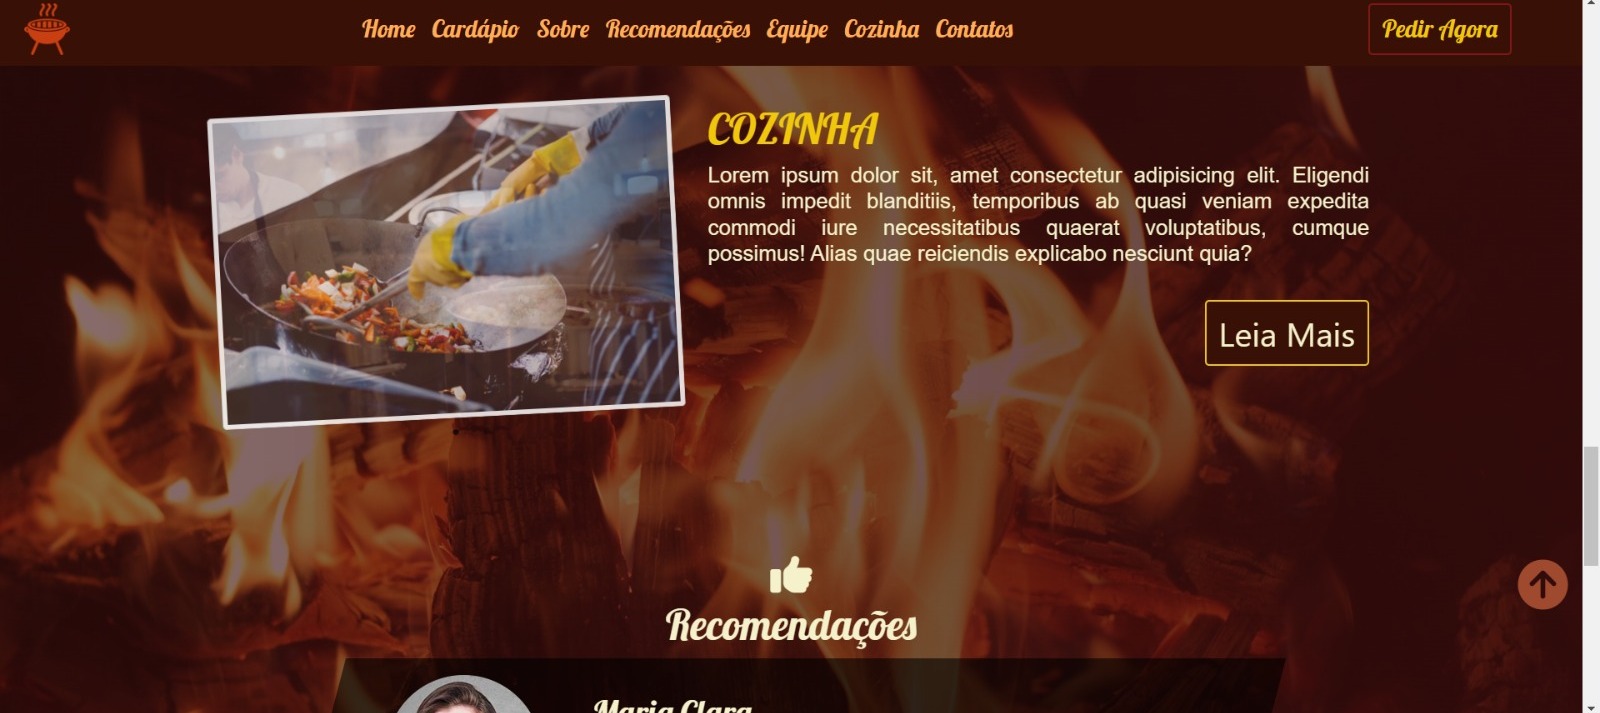 Home Cardápio Sobre Recomendações Equipe Cozinha Contatos Pedir Agora
COZINHA
Lorem ipsum dolor sit, amet consectetur adipisicing elit. Eligendi
omnis impedit blanditiis, temporibus ab quasi veniam expedita
commodi iure necessitatibus quaerat voluptatibus, cumque
possimus! Alias quae reiciendis explicabo nesciunt quia?
Leia Mais
Recomendações
Maria Clara